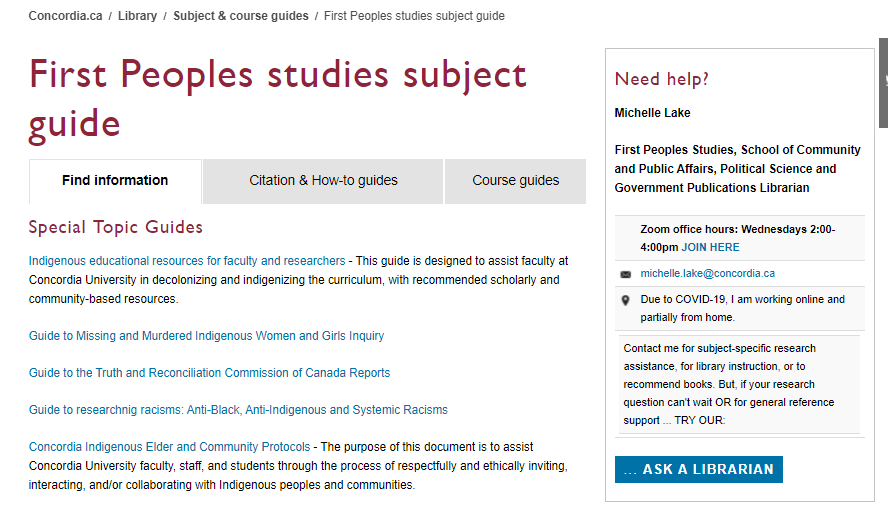 Concordia.ca / Library / Subject & course guides / First Peoples studies subject guide
First Peoples studies subject
guide
Find information
Citation & How-to guides
Course guides
Special Topic Guides
Indigenous educational resources for faculty and researchers - This guide is designed to assist faculty at
Concordia University in decolonizing and indigenizing the curriculum, with recommended scholarly and
community-based resources.
Guide to Missing and Murdered Indigenous Women and Girls Inquiry
Guide to the Truth and Reconciliation Commission of Canada Reports
Guide to researchnig racisms: Anti-Black, Anti-Indigenous and Systemic Racisms
Concordia Indigenous Elder and Community Protocols - The purpose of this document is to assist
Concordia University faculty, staff, and students through the process of respectfully and ethically inviting,
interacting, and/or collaborating with Indigenous peoples and communities.
Need help?
Michelle Lake
First Peoples Studies, School of Community
and Public Affairs, Political Science and
Government Publications Librarian
Zoom office hours: Wednesdays 2:00-
4:00pm JOIN HERE
michelle.lake@concordia.ca
Due to COVID-19, I am working online and
partially from home.
Contact me for subject-specific research
assistance, for library instruction, or to
recommend books. But, if your research
question can't wait OR for general reference
support ... TRY OUR:
... ASK A LIBRARIAN